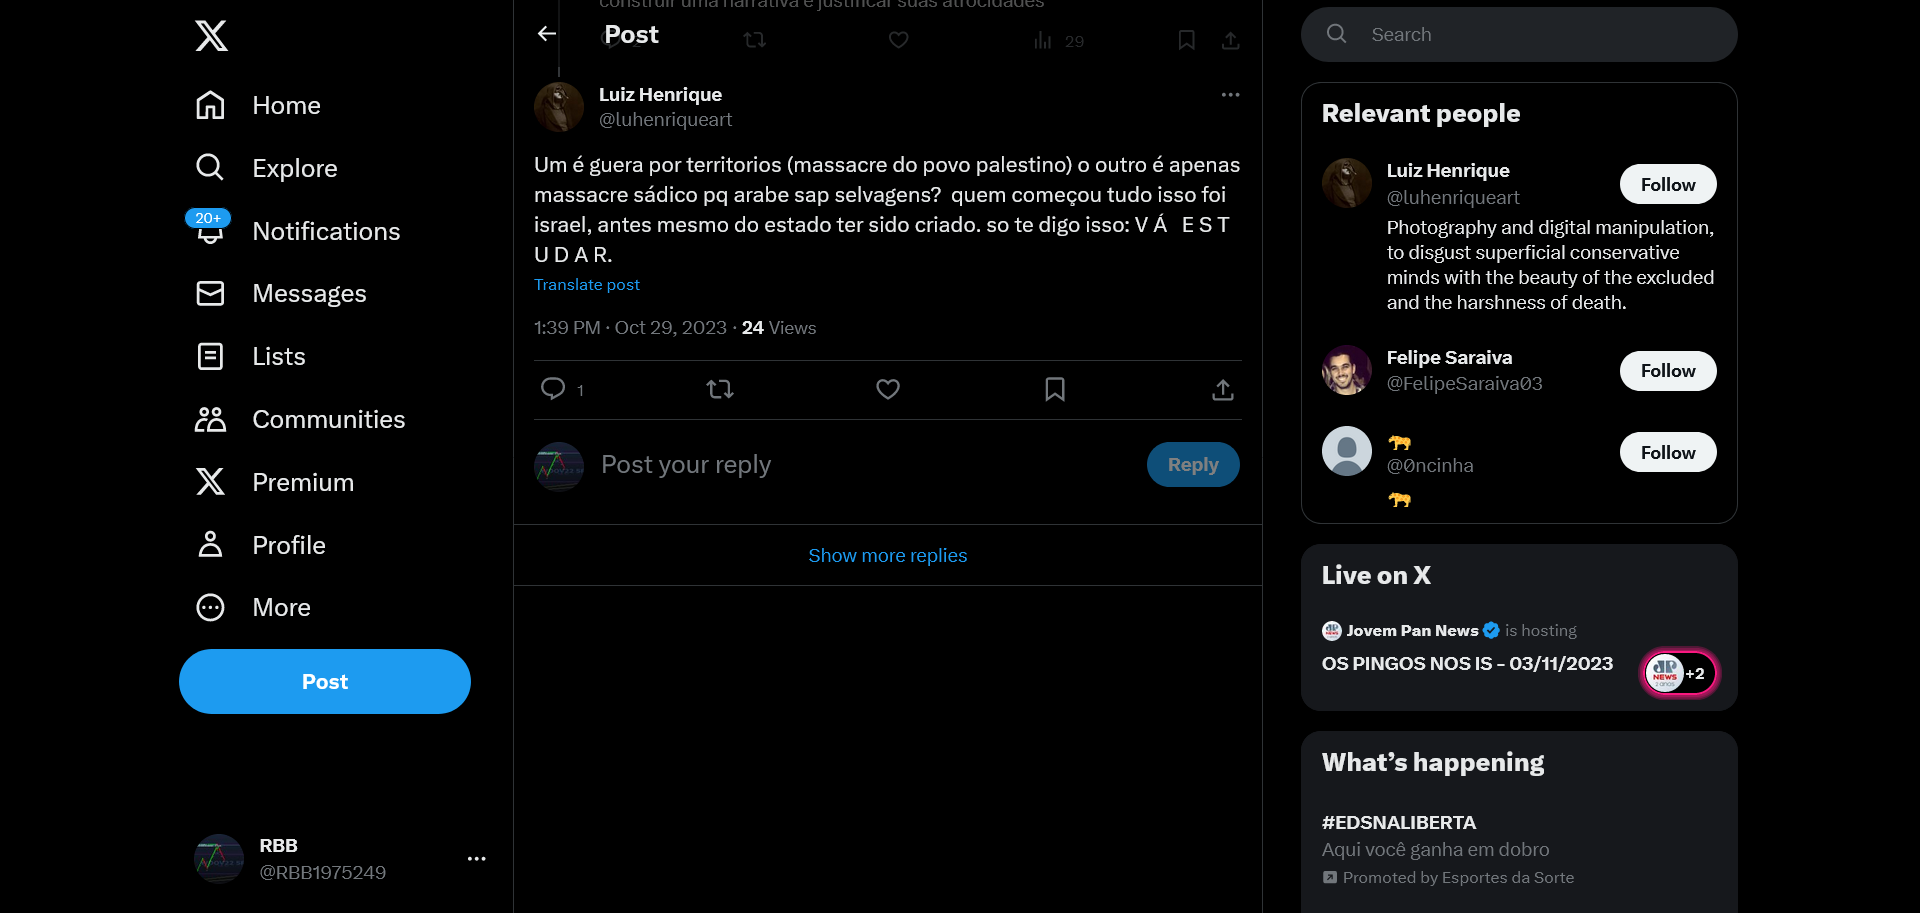 construir uma narrativa e justificar suas atrocidades
Post
2
29
Home
Explore
20+
Notifications
Messages
Lists
Communities
Premium
Profile
More
Post
RBB
@RBB1975249
Luiz Henrique
@luhenriqueart
Um é guera por territorios (massacre do povo palestino) o outro é apenas
massacre sádico pq arabe sap selvagens?  quem começou tudo isso foi
israel, antes mesmo do estado ter sido criado. so te digo isso: V Á   E S T
U D A R.
Translate post
1:39 PM · Oct 29, 2023 · 24 Views
1
Post your reply
Reply
Show more replies
Search
Relevant people
Luiz Henrique
@luhenriqueart
Follow
Photography and digital manipulation,
to disgust superficial conservative
minds with the beauty of the excluded
and the harshness of death.
Felipe Saraiva
@FelipeSaraiva03
Follow
🐆
@0ncinha
Follow
🐆
Live on X
Jovem Pan News is hosting
OS PINGOS NOS IS - 03/11/2023
JP
NEWS
+2
What's happening
#EDSNALIBERTA
Aqui você ganha em dobro
Promoted by Esportes da Sorte